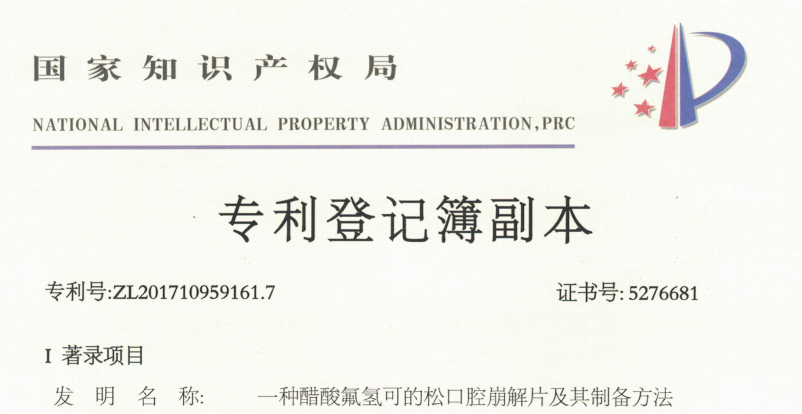 国家知识产权局
NATIONAL INTELLECTUAL PROPERTY ADMINISTRATION,PRC
专利登记簿副本
专利号:ZL201710959161.7 证书号: 5276681
I 著录项目
发明名称: 一种醋酸氟氢可的松口腔崩解片及其制备方法